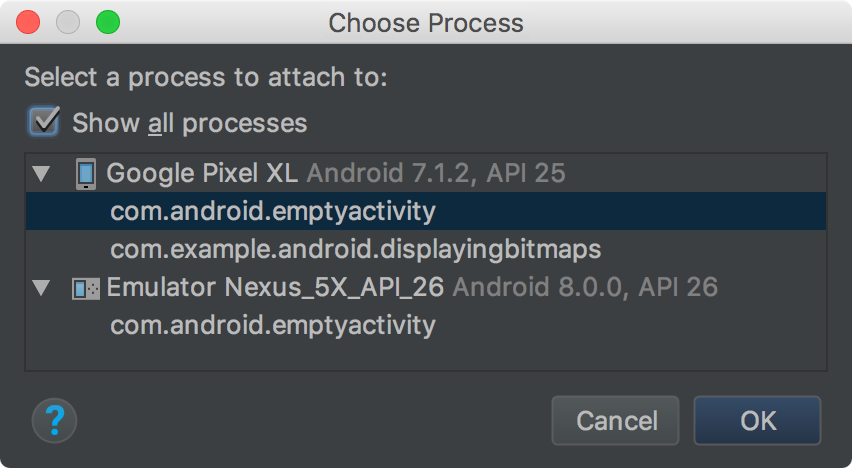 Choose Process
Select a process to attach to:
Show all processes
Google Pixel XL Android 7.1.2, API 25
com.android.emptyactivity
com.example.android.displayingbitmaps
Emulator Nexus_5X_API_26 Android 8.0.0, API 26
com.android.emptyactivity
? Cancel OK